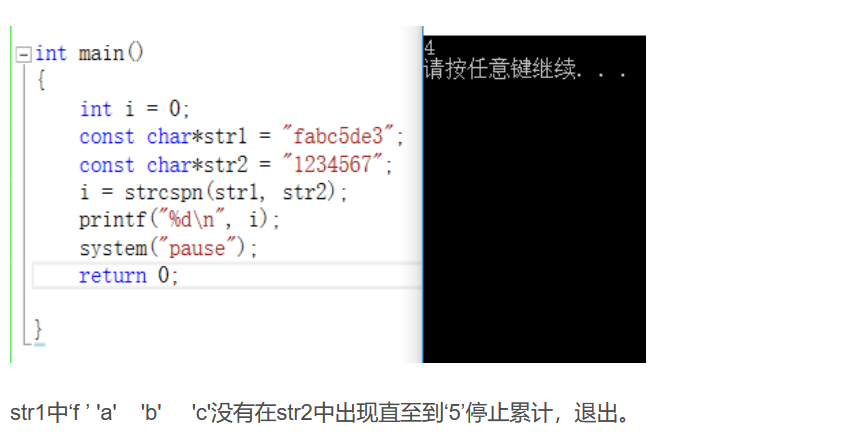 int main()
{
int i = 0;
const char*str1 = "fabc5de3";
const char*str2 = "1234567";
i = strcspn(str1, str2);
printf("%d\n", i);
system("pause");
return 0;
}
4
请按任意键继续. . .
str1中‘f ’ 'a' 'b' 'c'没有在str2中出现直至到‘5’停止累计，退出。